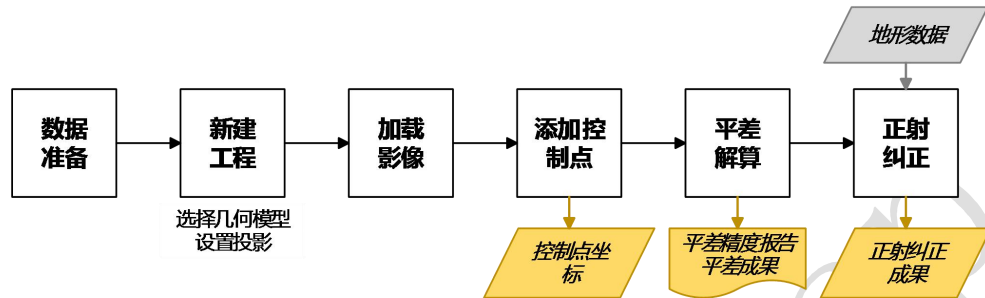 地形数据
数据
准备
新建
工程
加载
影像
添加控
制点
平差
解算
正射
纠正
选择几何模型
设置投影
控制点坐
标
平差精度报告
平差成果
正射纠正
成果